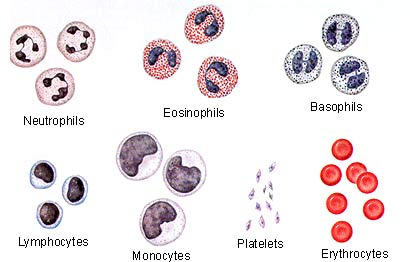 Neutrophils
Eosinophils
Basophils
Lymphocytes
Monocytes
Platelets
Erythrocytes